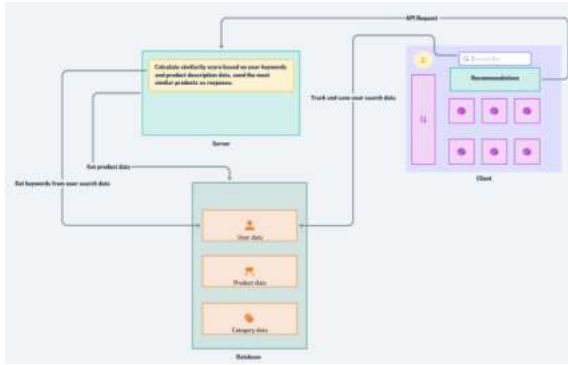 API Request
Calculate similarity score based on user keywords
and product description data, send the most
similar products as response.
Server
Track and save user search data
Recommendations
Client
Get product data
Get keywords from user search data
User data
Product data
Category data
Database